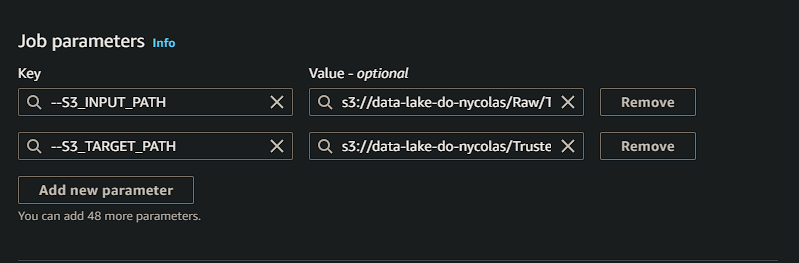 Job parameters Info
Key Value - optional
--S3_INPUT_PATH s3://data-lake-do-nycolas/Raw/T Remove
--S3_TARGET_PATH s3://data-lake-do-nycolas/Truste Remove
Add new parameter
You can add 48 more parameters.